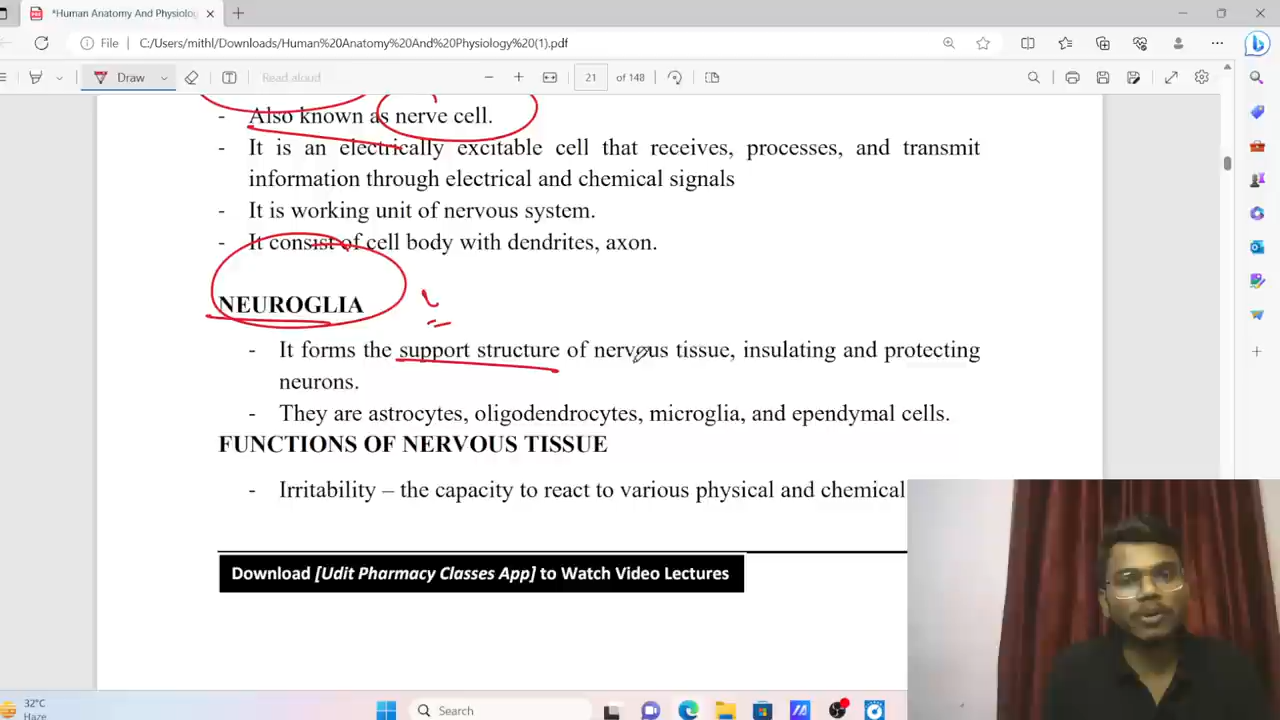 *Human Anatomy And Physiolog
File
C:/Users/mithl/Downloads/Human%20Anatomy%20And%20Physiology%20(1).pdf
Draw
Read aloud
21
of 148
- Also known as nerve cell.
- It is an electrically excitable cell that receives, processes, and transmit
information through electrical and chemical signals
- It is working unit of nervous system.
- It consist of cell body with dendrites, axon.
NEUROGLIA
- It forms the support structure of nervous tissue, insulating and protecting
neurons.
- They are astrocytes, oligodendrocytes, microglia, and ependymal cells.
FUNCTIONS OF NERVOUS TISSUE
- Irritability – the capacity to react to various physical and chemical
Download [Udit Pharmacy Classes App] to Watch Video Lectures
32°C
Haze
Search